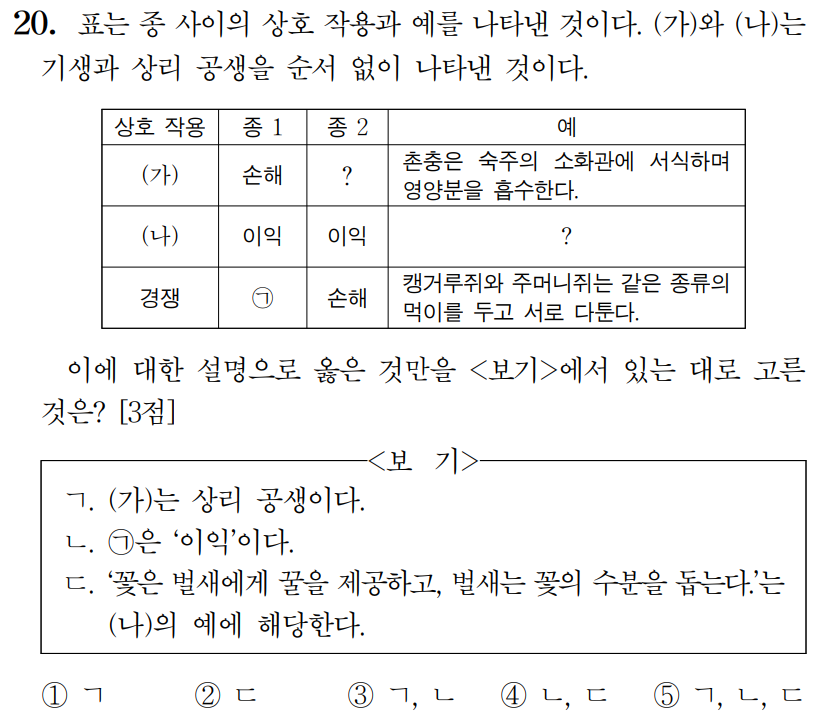 20. 표는 종 사이의 상호 작용과 예를 나타낸 것이다. (가)와 (나)는
기생과 상리 공생을 순서 없이 나타낸 것이다.
상호 작용 종 1 종 2 예
(가) 손해 ? 촌충은 숙주의 소화관에 서식하며
영양분을 흡수한다.
(나) 이익 이익 ?
경쟁 ㉠ 손해 캥거루쥐와 주머니쥐는 같은 종류의
먹이를 두고 서로 다툰다.
이에 대한 설명으로 옳은 것만을 <보기>에서 있는 대로 고른
것은? [3점]
<보 기>
ㄱ. (가)는 상리 공생이다.
ㄴ. ㉠은 ‘이익’이다.
ㄷ. ‘꽃은 벌새에게 꿀을 제공하고, 벌새는 꽃의 수분을 돕는다.’는
(나)의 예에 해당한다.
① ㄱ ② ㄷ ③ ㄱ, ㄴ ④ ㄴ, ㄷ ⑤ ㄱ, ㄴ, ㄷ